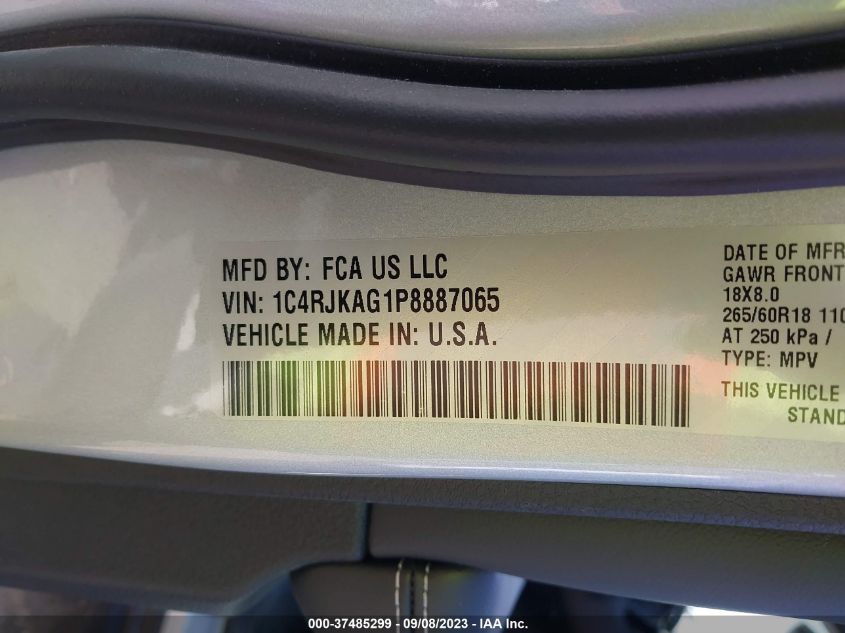 MFD BY: FCA US LLC
VIN: 1C4RJKAG1P8887065
VEHICLE MADE IN: U.S.A.
DATE OF MFR
GAWR FRONT
18X8.0
265/60R18 110
AT 250 kPa /
TYPE: MPV
THIS VEHICLE
STAND
000-37485299 - 09/08/2023 - © IAA Inc.